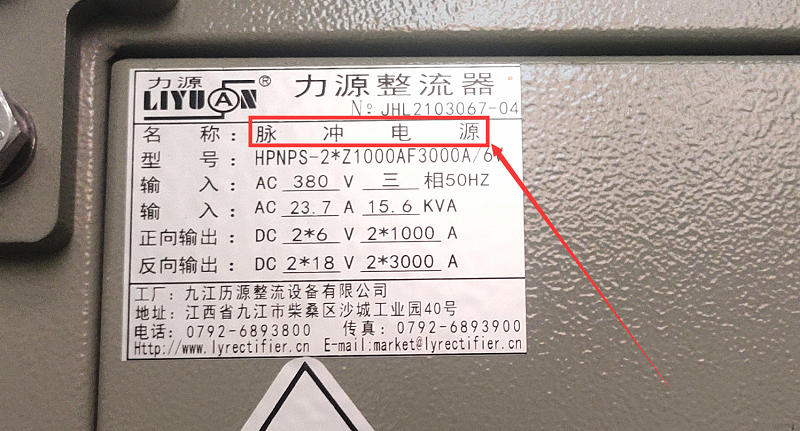 力源 LIYUAN® 力源整流器
№ JHL2103067-04
名 称：脉 冲 电 源
型 号：HPNPS-2*Z1000AF3000A/6V
输 入：AC 380 V 三 相50HZ
输 入：AC 23.7 A 15.6 KVA
正向输出：DC 2*6 V 2*1000 A
反向输出：DC 2*18 V 2*3000 A
工厂：九江历源整流设备有限公司
地址：江西省九江市柴桑区沙城工业园40号
电话：0792-6893800 传真：0792-6893900
Http://www.lyrectifier.cn E-mail:market@lyrectifier.cn